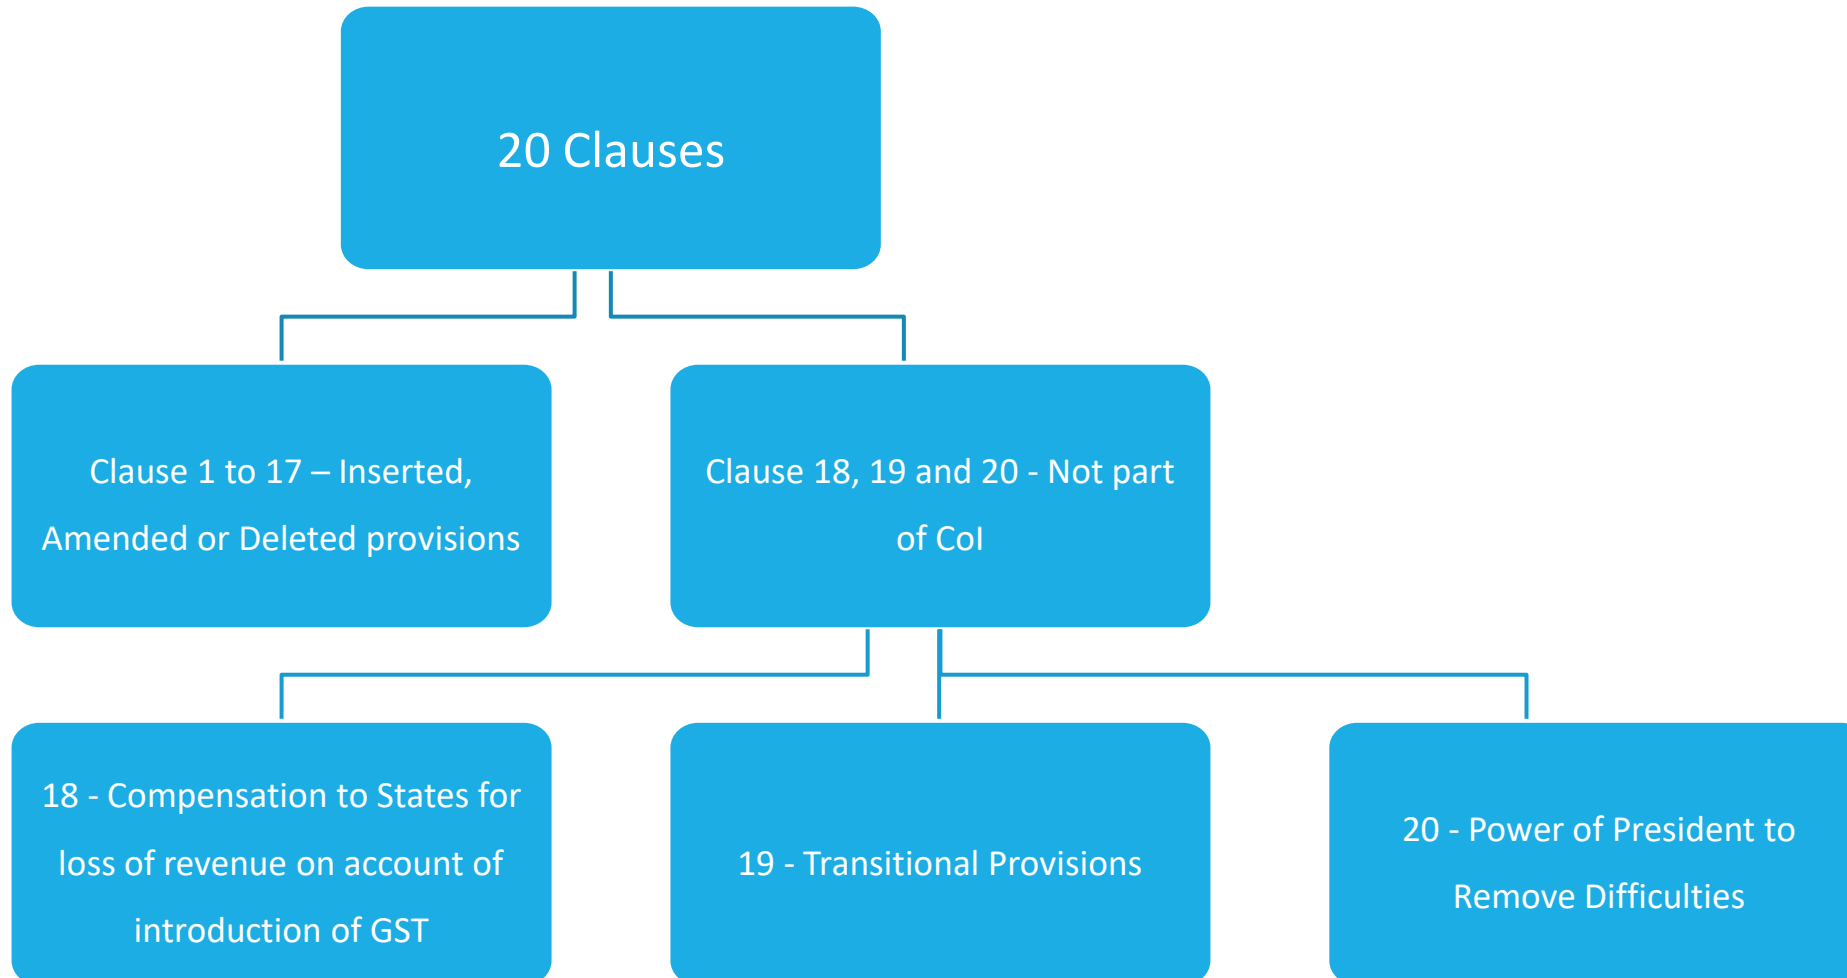 20 Clauses
Clause 1 to 17 – Inserted,
Amended or Deleted provisions
Clause 18, 19 and 20 - Not part
of CoI
18 - Compensation to States for
loss of revenue on account of
introduction of GST
19 - Transitional Provisions
20 - Power of President to
Remove Difficulties